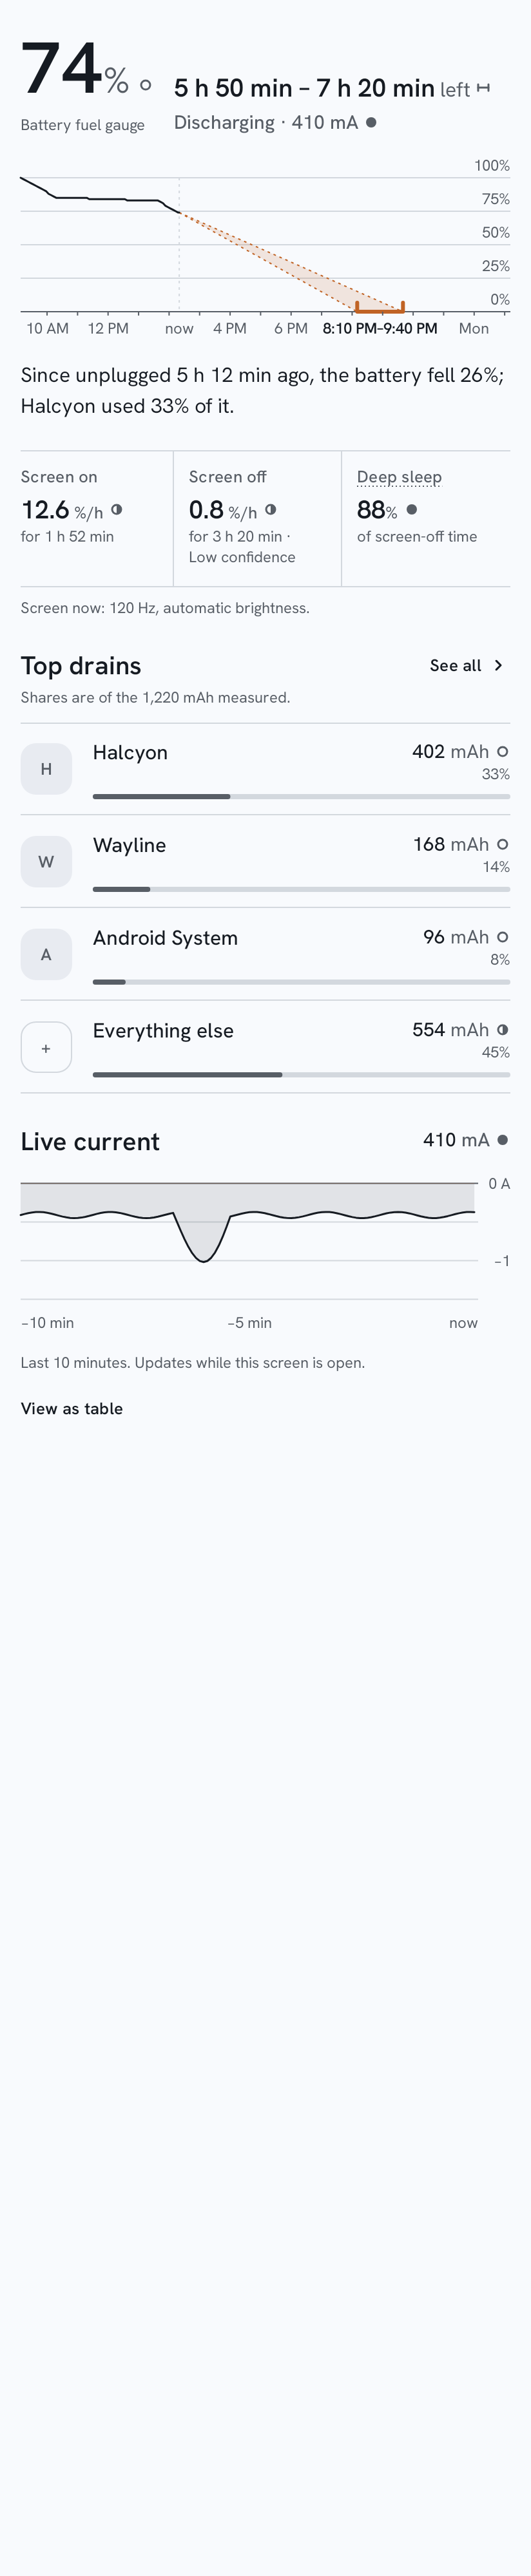 74%
5 h 50 min – 7 h 20 min left
Battery fuel gauge
Discharging · 410 mA
100%
75%
50%
25%
0%
10 AM 12 PM now 4 PM 6 PM 8:10 PM–9:40 PM Mon
Since unplugged 5 h 12 min ago, the battery fell 26%;
Halcyon used 33% of it.
Screen on
12.6 %/h
for 1 h 52 min
Screen off
0.8 %/h
for 3 h 20 min ·
Low confidence
Deep sleep
88%
of screen-off time
Screen now: 120 Hz, automatic brightness.
Top drains
See all
Shares are of the 1,220 mAh measured.
H
Halcyon
402 mAh
33%
W
Wayline
168 mAh
14%
A
Android System
96 mAh
8%
+
Everything else
554 mAh
45%
Live current
410 mA
0 A
−1
−10 min −5 min now
Last 10 minutes. Updates while this screen is open.
View as table